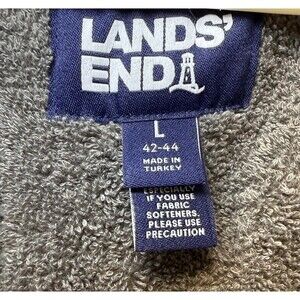 LANDS'
END
L
42-44
MADE IN
TURKEY
ESPECIALLY
IF YOU USE
FABRIC
SOFTENERS.
PLEASE USE
PRECAUTION